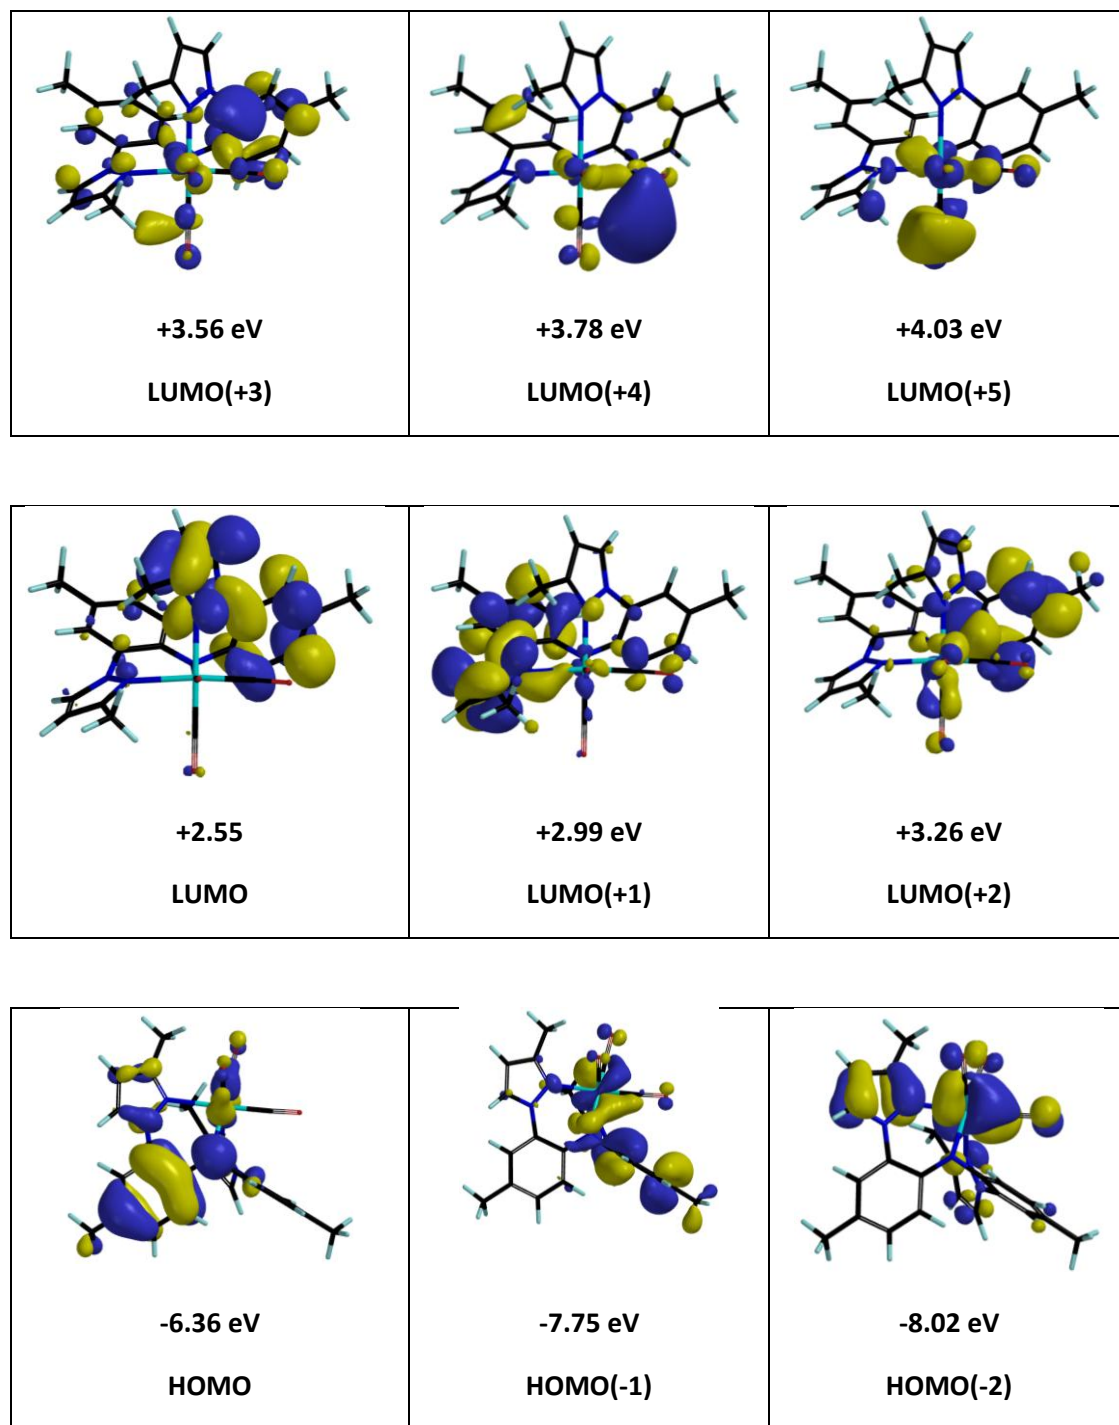 +3.56 eV
LUMO(+3)
+3.78 eV
LUMO(+4)
+4.03 eV
LUMO(+5)
+2.55
LUMO
+2.99 eV
LUMO(+1)
+3.26 eV
LUMO(+2)
-6.36 eV
HOMO
-7.75 eV
HOMO(-1)
-8.02 eV
HOMO(-2)